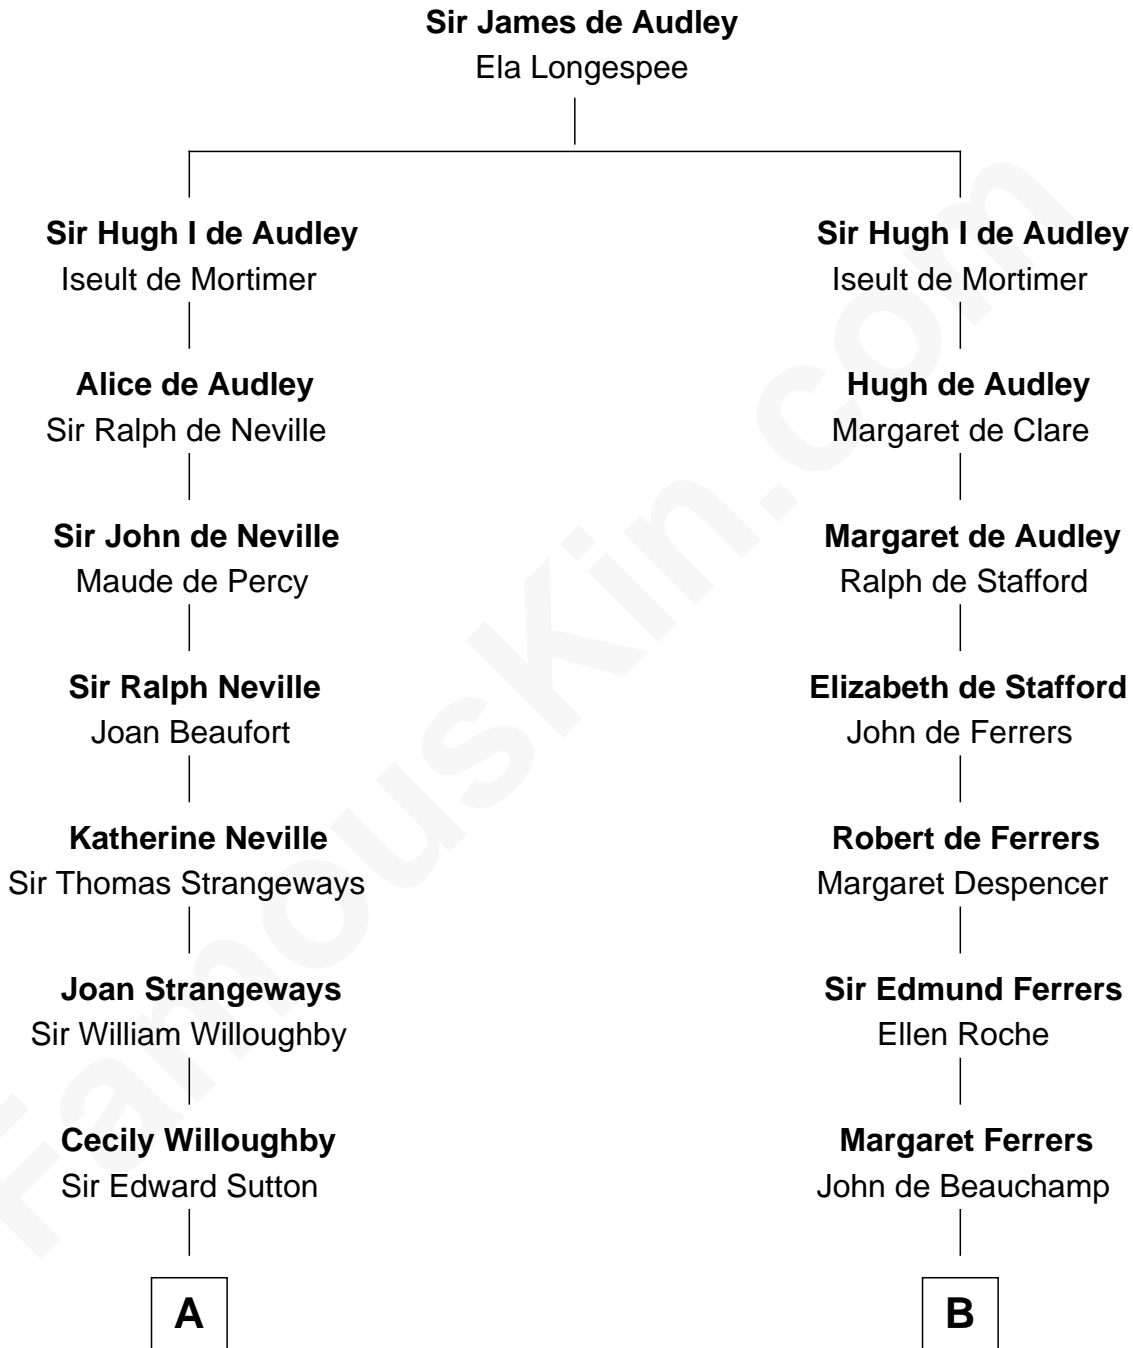 Sir James de Audley
Ela Longespee
Sir Hugh I de Audley
Iseult de Mortimer
Alice de Audley
Sir Ralph de Neville
Sir John de Neville
Maude de Percy
Sir Ralph Neville
Joan Beaufort
Katherine Neville
Sir Thomas Strangeways
Joan Strangeways
Sir William Willoughby
Cecily Willoughby
Sir Edward Sutton
A
Sir Hugh I de Audley
Iseult de Mortimer
Hugh de Audley
Margaret de Clare
Margaret de Audley
Ralph de Stafford
Elizabeth de Stafford
John de Ferrers
Robert de Ferrers
Margaret Despencer
Sir Edmund Ferrers
Ellen Roche
Margaret Ferrers
John de Beauchamp
B
FamousKin.com